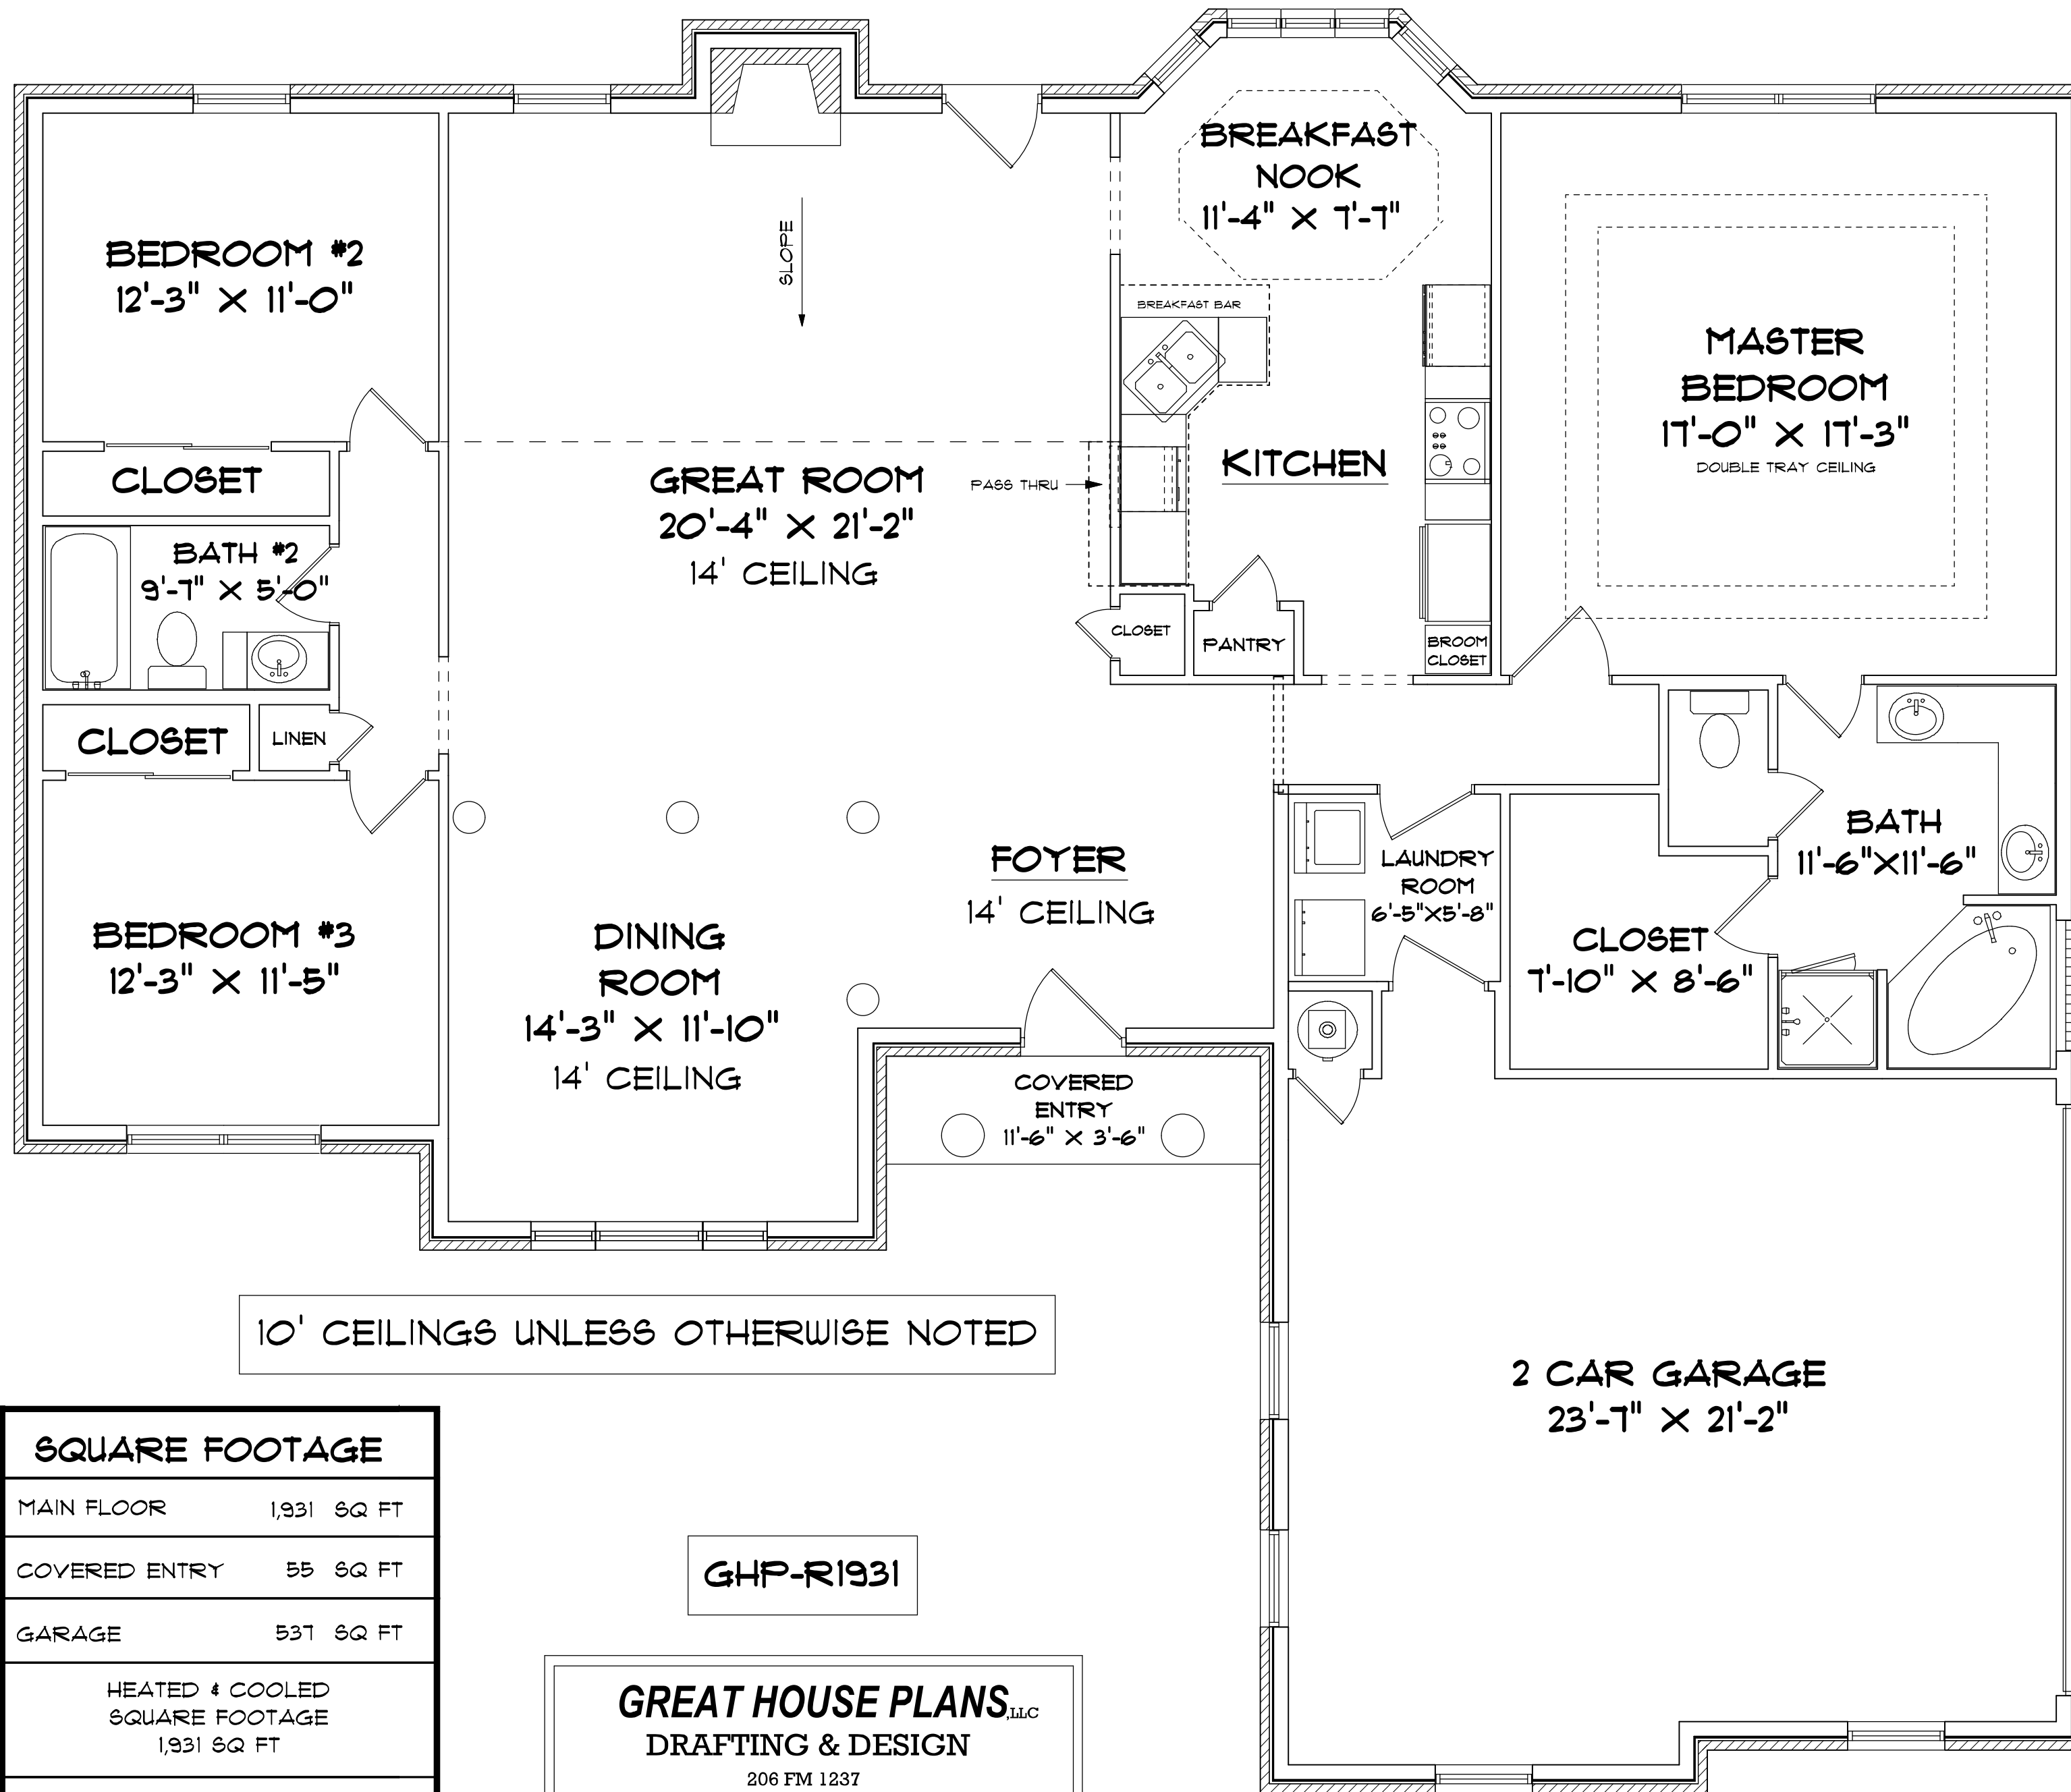 BREAKFAST
NOOK
11'-4" X 7'-7"
BEDROOM #2
12'-3" X 11'-0"
SLOPE
BREAKFAST BAR
MASTER
BEDROOM
17'-0" X 17'-3"
DOUBLE TRAY CEILING
CLOSET
GREAT ROOM
20'-4" X 21'-2"
14' CEILING
PASS THRU
KITCHEN
BATH #2
9'-7" X 5'-0"
CLOSET
PANTRY
BROOM
CLOSET
CLOSET
LINEN
FOYER
14' CEILING
LAUNDRY
ROOM
6'-5"X5'-8"
BATH
11'-6"X11'-6"
BEDROOM #3
12'-3" X 11'-5"
DINING
ROOM
14'-3" X 11'-10"
14' CEILING
CLOSET
7'-10" X 8'-6"
COVERED
ENTRY
11'-6" X 3'-6"
10' CEILINGS UNLESS OTHERWISE NOTED
2 CAR GARAGE
23'-7" X 21'-2"
SQUARE FOOTAGE
MAIN FLOOR 1,931 SQ FT
COVERED ENTRY 55 SQ FT
GARAGE 537 SQ FT
HEATED & COOLED
SQUARE FOOTAGE
1,931 SQ FT
GHP-R1931
GREAT HOUSE PLANS,LLC
DRAFTING & DESIGN
206 FM 1237